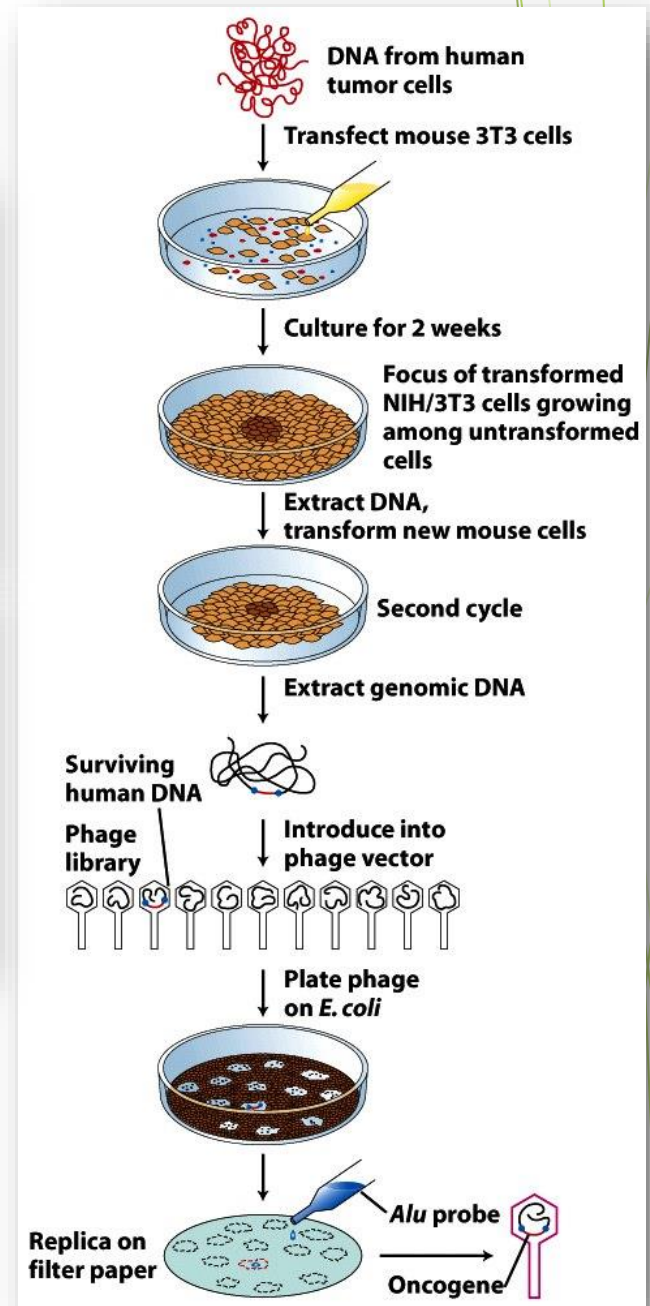 DNA from human
tumor cells
Transfect mouse 3T3 cells
Culture for 2 weeks
Focus of transformed
NIH/3T3 cells growing
among untransformed
cells
Extract DNA,
transform new mouse cells
Second cycle
Extract genomic DNA
Surviving
human DNA
Phage
library
Introduce into
phage vector
Plate phage
on E. coli
Alu probe
Replica on
filter paper
Oncogene